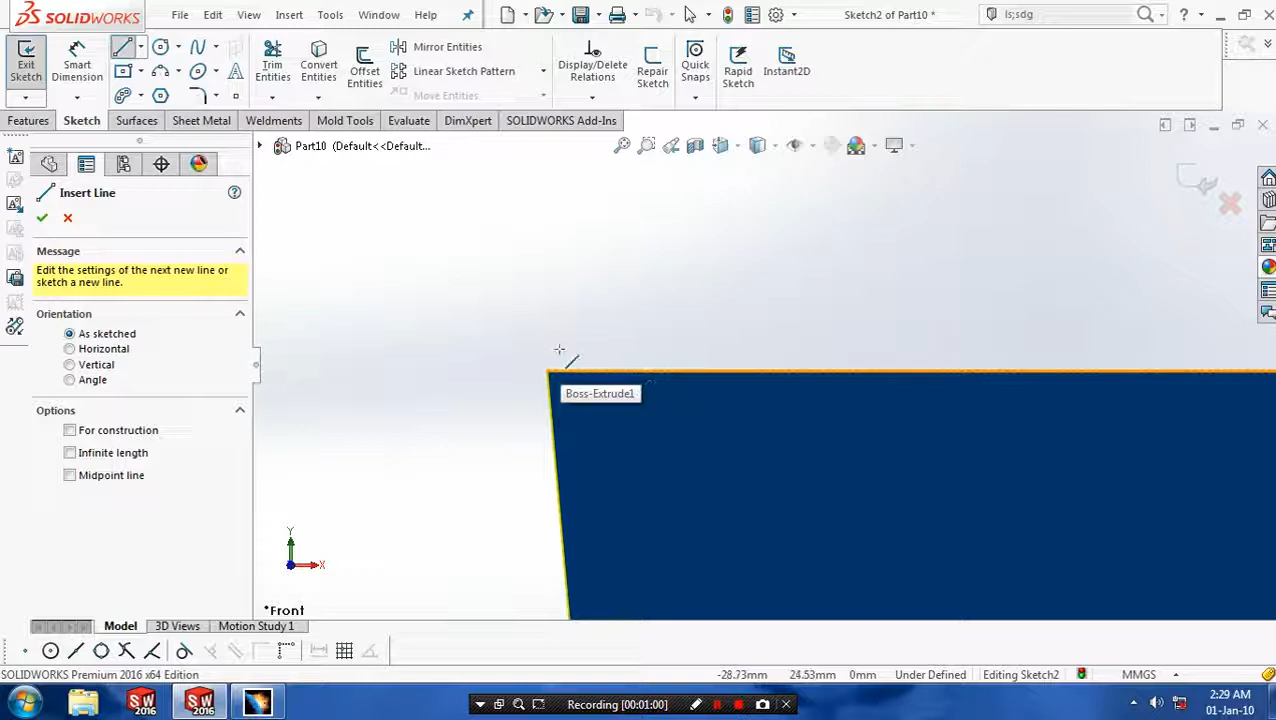 SOLIDWORKS File Edit View Insert Tools Window Help Sketch2 of Part10 * ls;sdg
Exit Sketch Smart Dimension Trim Entities Convert Entities Offset Entities Mirror Entities Linear Sketch Pattern Move Entities Display/Delete Relations Repair Sketch Quick Snaps Rapid Sketch Instant2D
Features Sketch Surfaces Sheet Metal Weldments Mold Tools Evaluate DimXpert SOLIDWORKS Add-Ins
Part10 (Default<<Default...
Insert Line
Message
Edit the settings of the next new line or
sketch a new line.
Orientation
As sketched
Horizontal
Vertical
Angle
Options
For construction
Infinite length
Midpoint line
Boss-Extrude1
Y
X
*Front
Model 3D Views Motion Study 1
SOLIDWORKS Premium 2016 x64 Edition -28.73mm 24.53mm 0mm Under Defined Editing Sketch2 MMGS
SW 2016 SW 2016 Recording [00:01:00] 2:29 AM
01-Jan-10